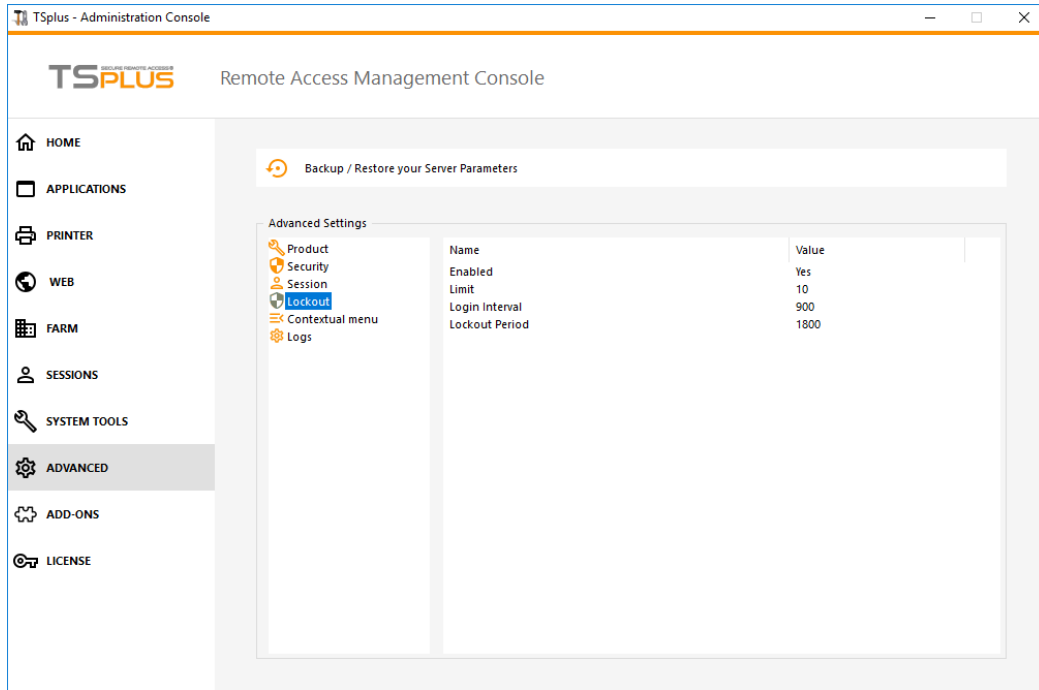 TSplus - Administration Console
SECURE REMOTE ACCESS®
TSPLUS
Remote Access Management Console
HOME
APPLICATIONS
PRINTER
WEB
FARM
SESSIONS
SYSTEM TOOLS
ADVANCED
ADD-ONS
LICENSE
Backup / Restore your Server Parameters
Advanced Settings
Product
Security
Session
Lockout
Contextual menu
Logs
Name Value
Enabled Yes
Limit 10
Login Interval 900
Lockout Period 1800